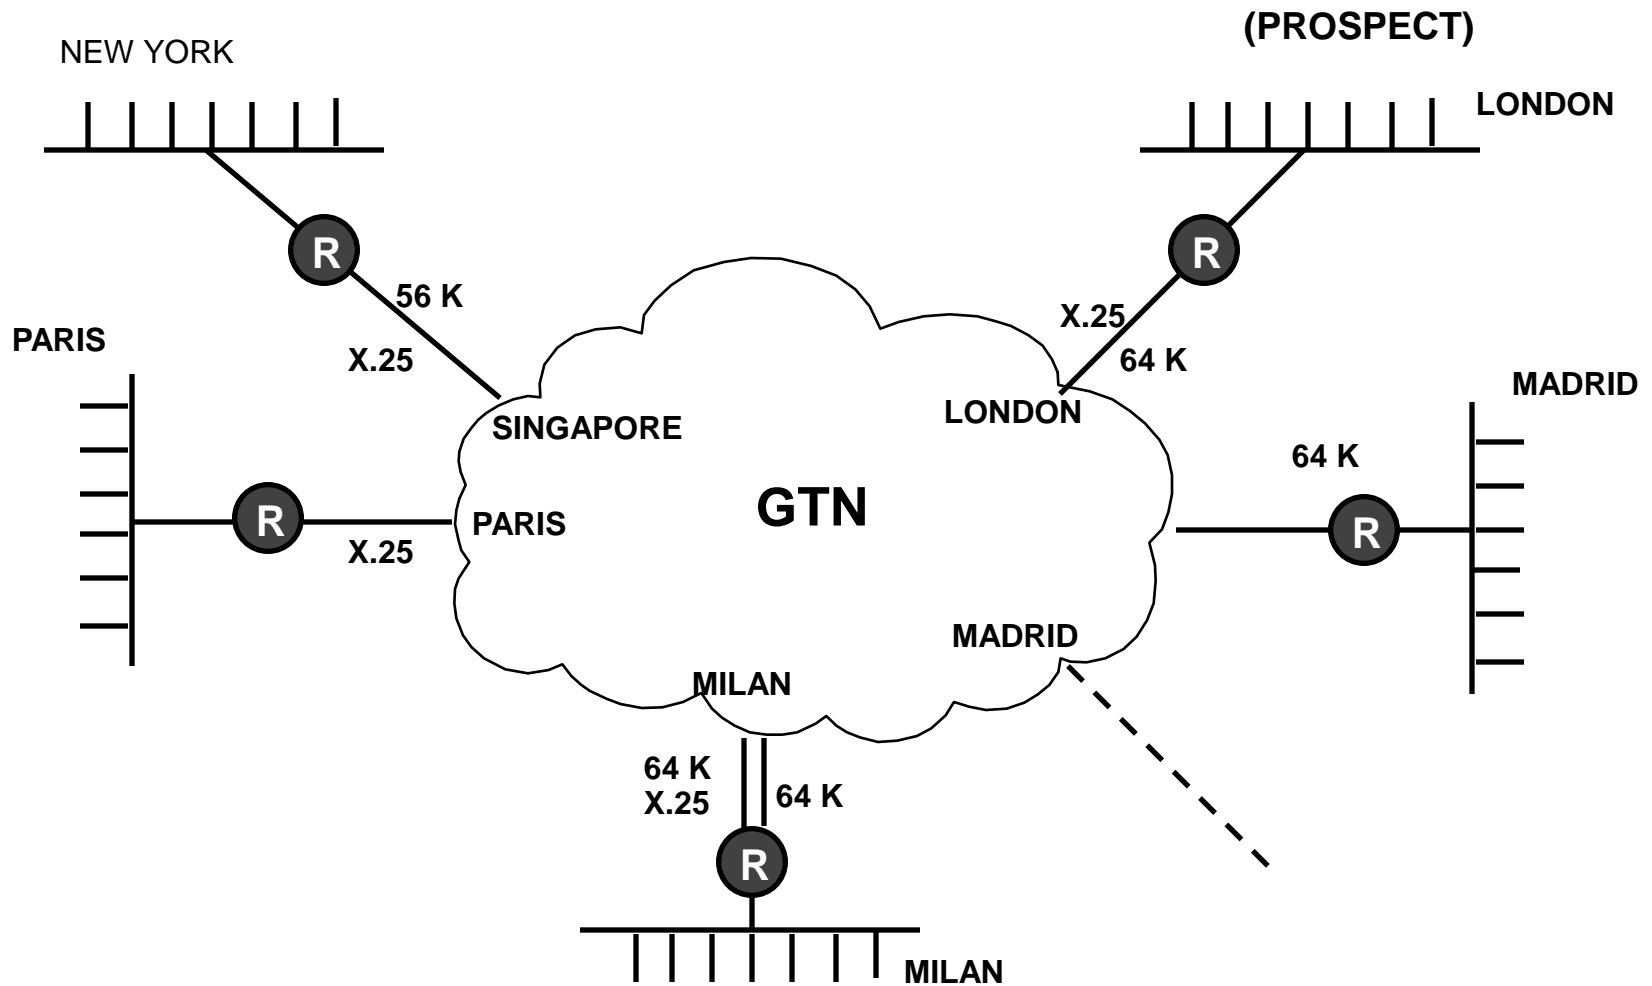 (PROSPECT)
NEW YORK
LONDON
R
R
56 K
X.25
PARIS
X.25
64 K
MADRID
SINGAPORE
LONDON
64 K
GTN
R
PARIS
R
X.25
MADRID
MILAN
64 K
X.25
64 K
R
MILAN